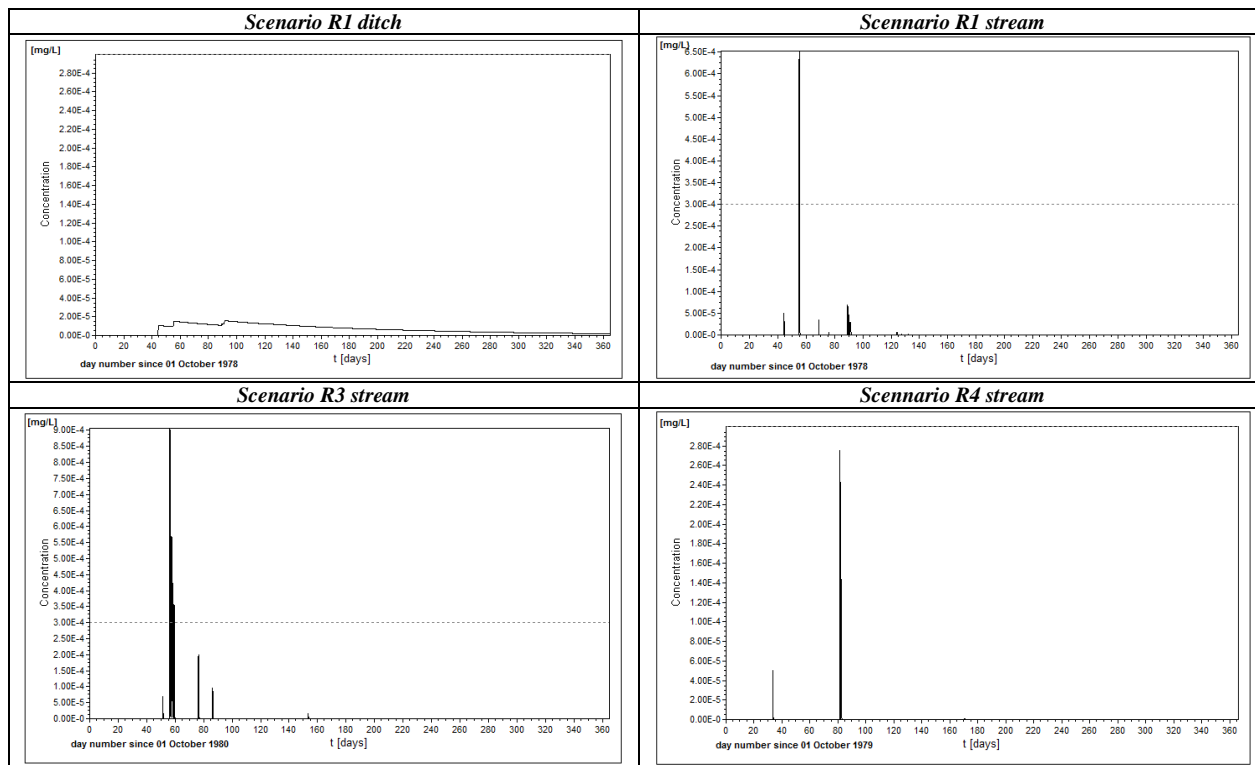 Scenario R1 ditch
Scennario R1 stream
[mg/L]
2.80E-4
2.60E-4
2.40E-4
2.20E-4
2.00E-4
1.80E-4
1.60E-4
1.40E-4
1.20E-4
1.00E-4
8.00E-5
6.00E-5
4.00E-5
2.00E-5
0.00E-0
Concentration
0 20 40 60 80 100 120 140 160 180 200 220 240 260 280 300 320 340 360
t [days]
day number since 01 October 1978
[mg/L]
6.50E-4
6.00E-4
5.50E-4
5.00E-4
4.50E-4
4.00E-4
3.50E-4
3.00E-4
2.50E-4
2.00E-4
1.50E-4
1.00E-4
5.00E-5
0.00E-0
Concentration
0 20 40 60 80 100 120 140 160 180 200 220 240 260 280 300 320 340 360
t [days]
day number since 01 October 1978
Scenario R3 stream
Scennario R4 stream
[mg/L]
9.00E-4
8.50E-4
8.00E-4
7.50E-4
7.00E-4
6.50E-4
6.00E-4
5.50E-4
5.00E-4
4.50E-4
4.00E-4
3.50E-4
3.00E-4
2.50E-4
2.00E-4
1.50E-4
1.00E-4
5.00E-5
0.00E-0
Concentration
0 20 40 60 80 100 120 140 160 180 200 220 240 260 280 300 320 340 360
t [days]
day number since 01 October 1980
[mg/L]
2.80E-4
2.60E-4
2.40E-4
2.20E-4
2.00E-4
1.80E-4
1.60E-4
1.40E-4
1.20E-4
1.00E-4
8.00E-5
6.00E-5
4.00E-5
2.00E-5
0.00E-0
Concentration
0 20 40 60 80 100 120 140 160 180 200 220 240 260 280 300 320 340 360
t [days]
day number since 01 October 1979